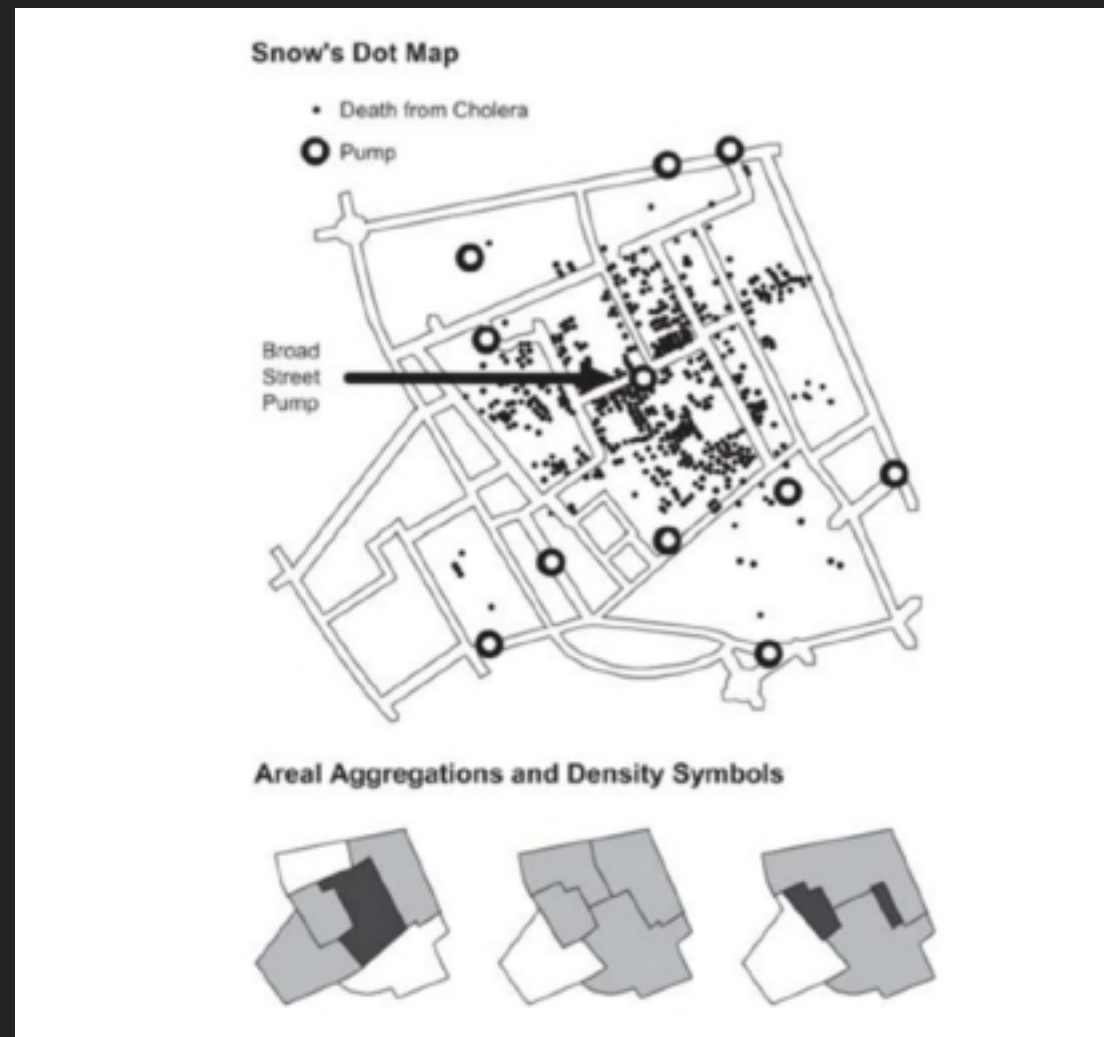 Snow's Dot Map
Death from Cholera
Pump
Broad
Street
Pump
Areal Aggregations and Density Symbols